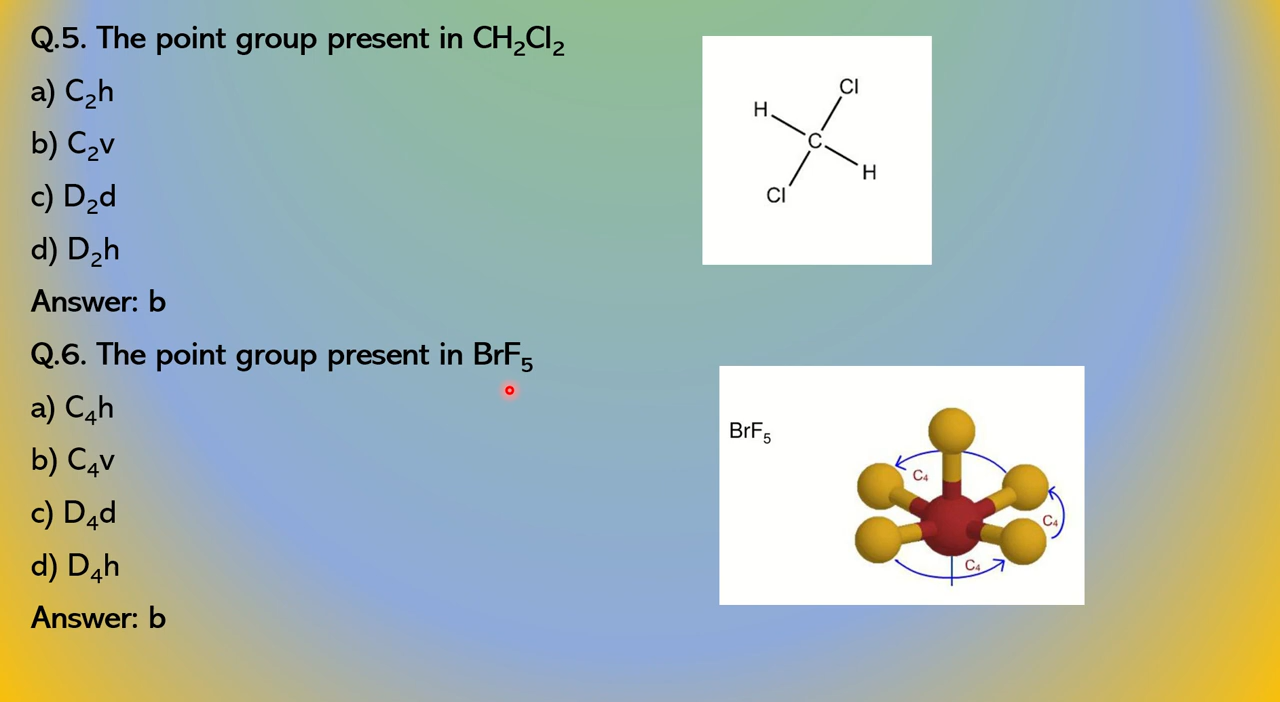 Q.5. The point group present in CH₂Cl₂
a) C₂h
b) C₂v
c) D₂d
d) D₂h
Answer: b
Q.6. The point group present in BrF₅
a) C₄h
b) C₄v
c) D₄d
d) D₄h
Answer: b
Cl
H
C
H
Cl
BrF₅
C₄
C₄
C₄